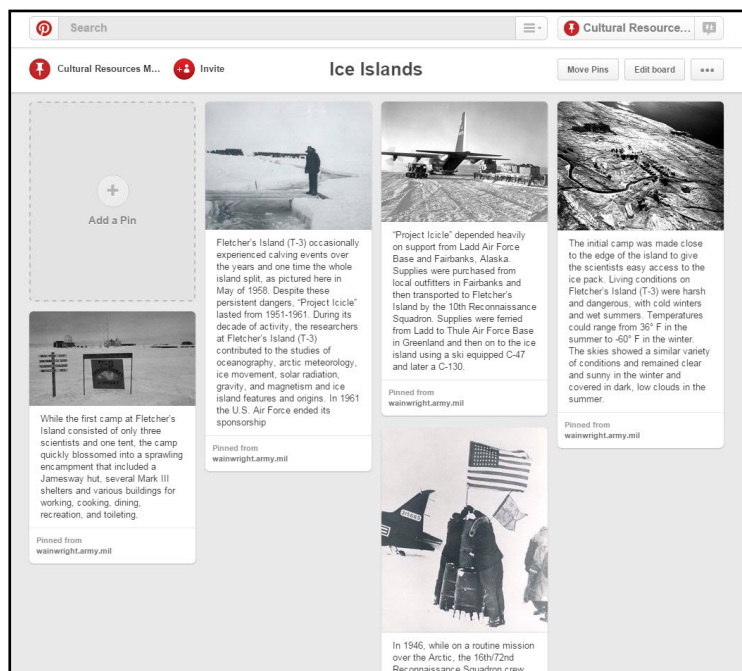 Search
Cultural Resource...
Cultural Resources M...
Invite
Ice Islands
Move Pins
Edit board
Add a Pin
While the first camp at Fletcher's
Island consisted of only three
scientists and one tent, the camp
quickly blossomed into a sprawling
encampment that included a
Jamesway hut, several Mark III
shelters and various buildings for
working, cooking, dining,
recreation, and toileting.
Pinned from
wainwright.army.mil
Fletcher's Island (T-3) occasionally
experienced calving events over
the years and one time the whole
island split, as pictured here in
May of 1958. Despite these
persistent dangers, “Project Icicle”
lasted from 1951-1961. During its
decade of activity, the researchers
at Fletcher's Island (T-3)
contributed to the studies of
oceanography, arctic meteorology,
ice movement, solar radiation,
gravity, and magnetism and ice
island features and origins. In 1961
the U.S. Air Force ended its
sponsorship
Pinned from
wainwright.army.mil
“Project Icicle” depended heavily
on support from Ladd Air Force
Base and Fairbanks, Alaska.
Supplies were purchased from
local outfitters in Fairbanks and
then transported to Fletcher's
Island by the 10th Reconnaissance
Squadron. Supplies were ferried
from Ladd to Thule Air Force Base
in Greenland and then on to the ice
island using a ski equipped C-47
and later a C-130.
Pinned from
wainwright.army.mil
In 1946, while on a routine mission
over the Arctic, the 16th/72nd
Reconnaissance Squadron crew
The initial camp was made close
to the edge of the island to give
the scientists easy access to the
ice pack. Living conditions on
Fletcher's Island (T-3) were harsh
and dangerous, with cold winters
and wet summers. Temperatures
could range from 36° F in the
summer to -60° F in the winter.
The skies showed a similar variety
of conditions and remained clear
and sunny in the winter and
covered in dark, low clouds in the
summer.
Pinned from
wainwright.army.mil